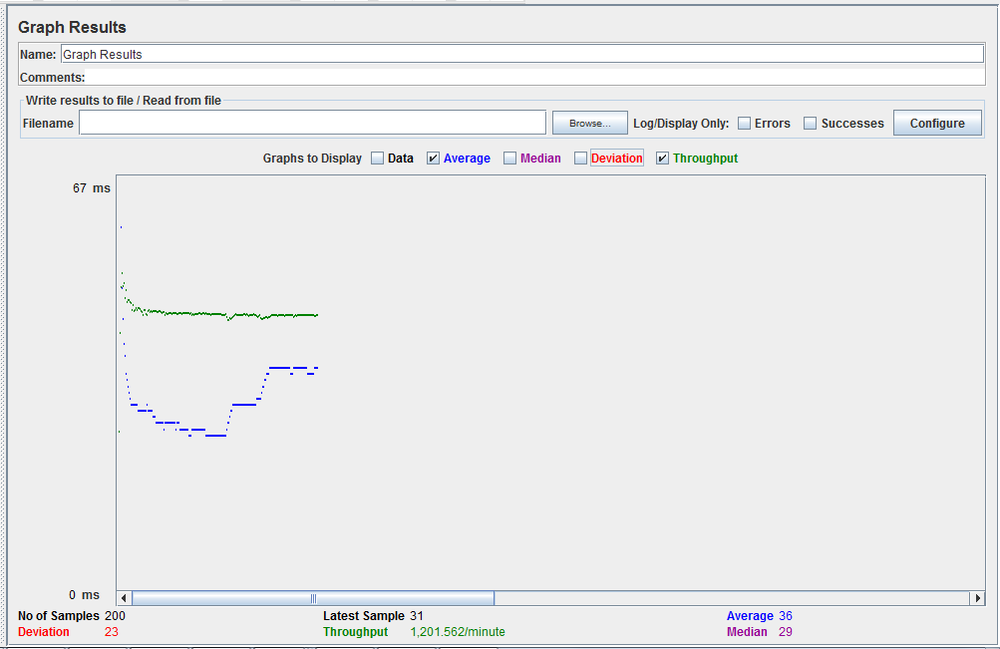 Graph Results
Name: Graph Results
Comments:
Write results to file / Read from file
Filename Browse... Log/Display Only: Errors Successes Configure
Graphs to Display Data Average Median Deviation Throughput
67 ms
0 ms
No of Samples 200 Latest Sample 31 Average 36
Deviation 23 Throughput 1,201.562/minute Median 29